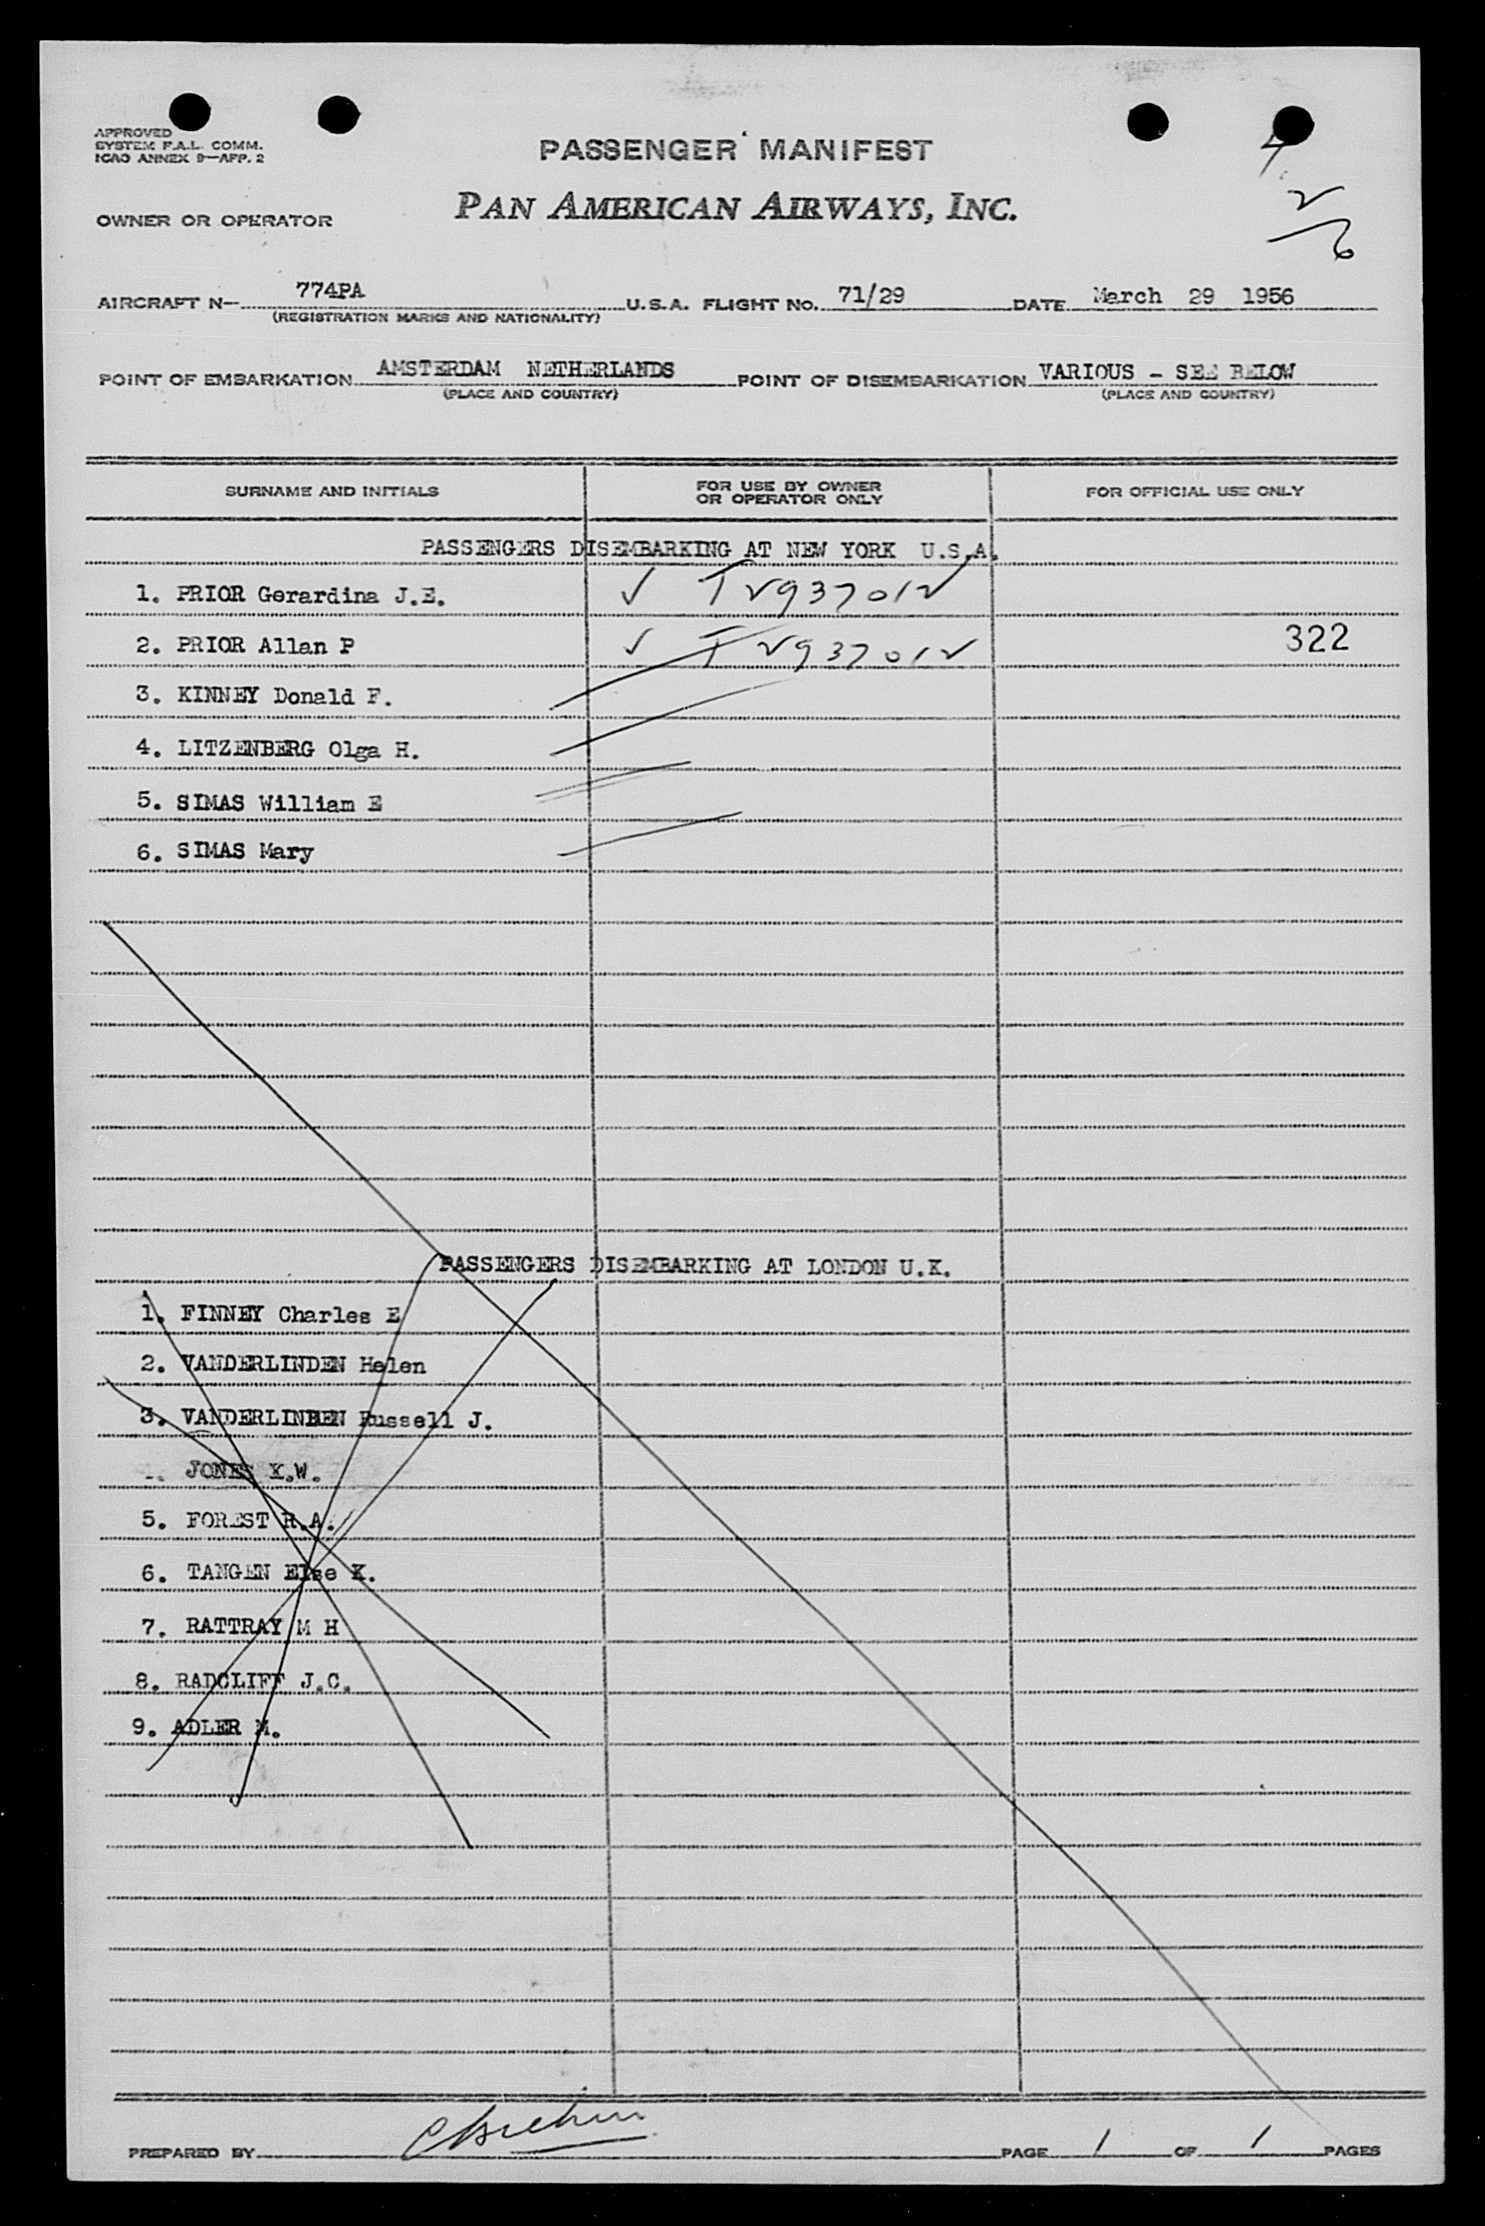 APPROVED
SYSTEM F.A.L. COMM.
ICAO ANNEX 9—APP. 2
PASSENGER MANIFEST
4
2
6
OWNER OR OPERATOR
PAN AMERICAN AIRWAYS, INC.
AIRCRAFT N— 774PA U.S.A. FLIGHT NO. 71/29 DATE March 29 1956
(REGISTRATION MARKS AND NATIONALITY)
POINT OF EMBARKATION AMSTERDAM NETHERLANDS POINT OF DISEMBARKATION VARIOUS - SEE BELOW
(PLACE AND COUNTRY) (PLACE AND COUNTRY)
SURNAME AND INITIALS FOR USE BY OWNER OR OPERATOR ONLY FOR OFFICIAL USE ONLY
PASSENGERS DISEMBARKING AT NEW YORK U.S.A.
1. PRIOR Gerardina J.E. ✓ T2937012
2. PRIOR Allan P ✓ T2937012 322
3. KINNEY Donald F.
4. LITZENBERG Olga H.
5. SIMAS William E
6. SIMAS Mary
PASSENGERS DISEMBARKING AT LONDON U.K.
1. FINNEY Charles E
2. VANDERLINDEN Helen
3. VANDERLINDEN Russell J.
JONES K.W.
5. FOREST R.A.
6. TANGEN Else K.
7. RATTRAY M H
8. RADCLIFF J.C.
9. ADLER M.
PREPARED BY PAGE 1 OF 1 PAGES